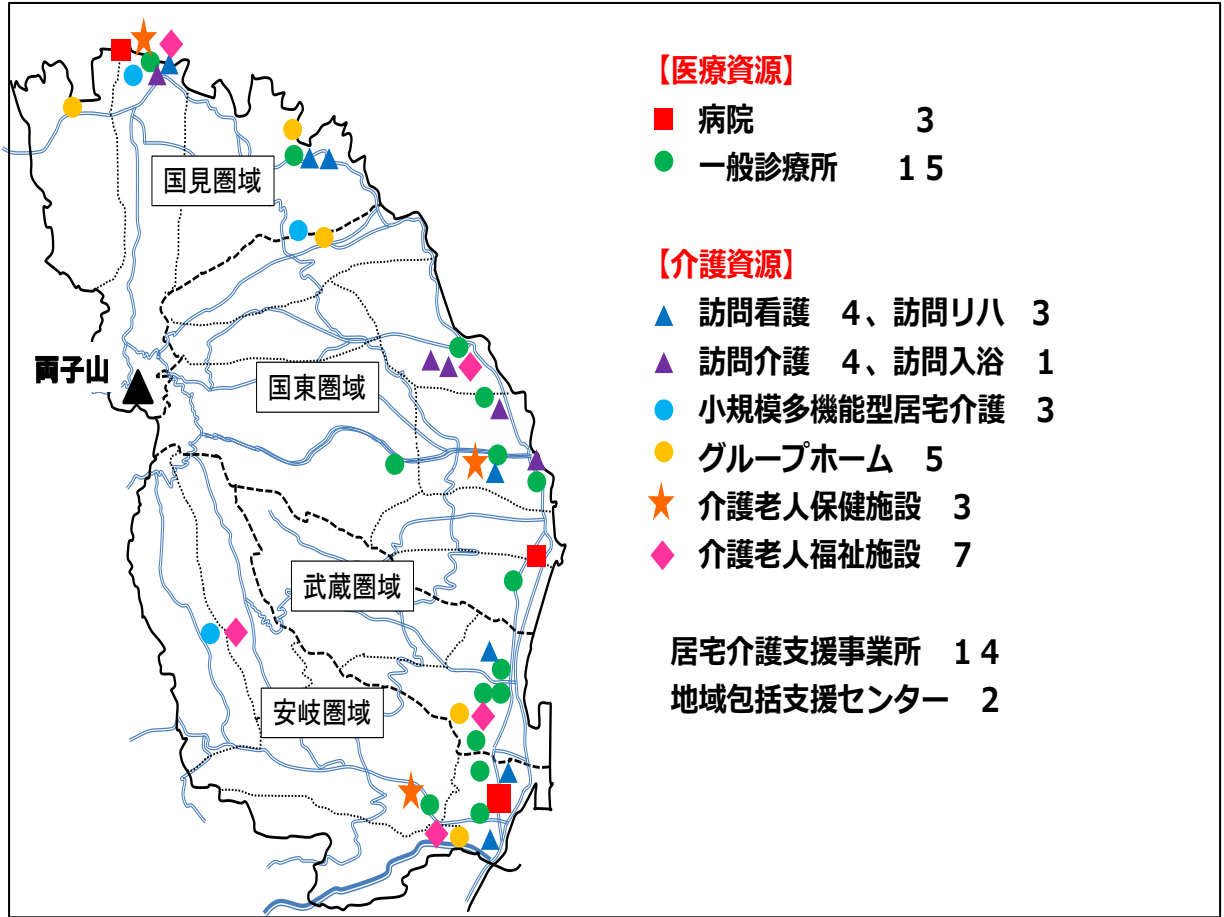 【医療資源】
病院 3
一般診療所 15
国見圏域
【介護資源】
訪問看護 4、訪問リハ 3
両子山
訪問介護 4、訪問入浴 1
国東圏域
小規模多機能型居宅介護 3
グループホーム 5
介護老人保健施設 3
介護老人福祉施設 7
武蔵圏域
居宅介護支援事業所 14
安岐圏域
地域包括支援センター 2